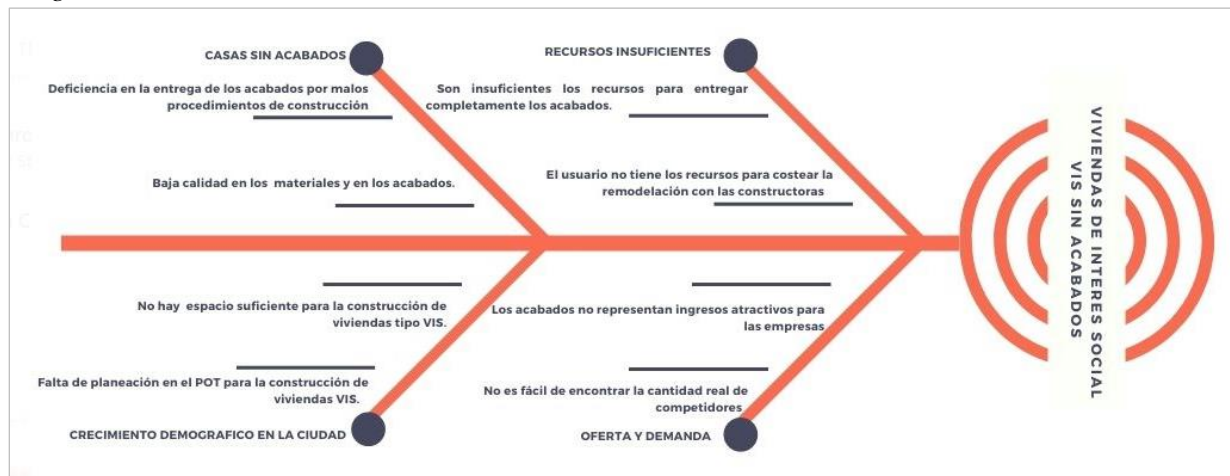 CASAS SIN ACABADOS
Deficiencia en la entrega de los acabados por malos
procedimientos de construcción
Baja calidad en los materiales y en los acabados.
RECURSOS INSUFICIENTES
Son insuficientes los recursos para entregar
completamente los acabados.
El usuario no tiene los recursos para costear la
remodelación con las constructoras
No hay espacio suficiente para la construcción de
viviendas tipo VIS.
Falta de planeación en el POT para la construcción de
viviendas VIS.
CRECIMIENTO DEMOGRAFICO EN LA CIUDAD
Los acabados no representan ingresos atractivos para
las empresas
No es fácil de encontrar la cantidad real de
competidores
OFERTA Y DEMANDA
VIVIENDAS DE INTERES SOCIAL
VIS SIN ACABADOS